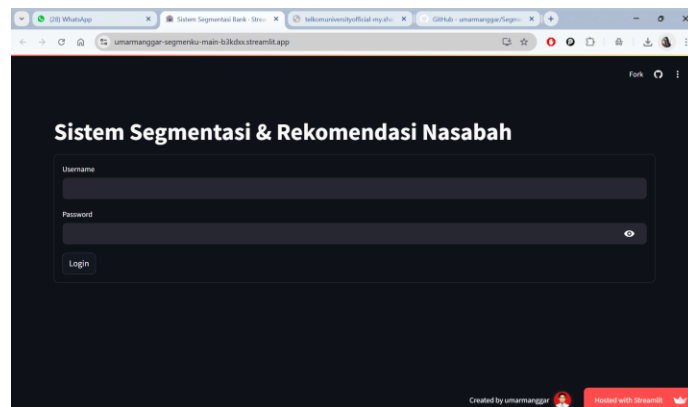 (28) WhatsApp
Sistem Segmentasi Bank · Strea
telkomuniversityofficial-my.sha
GitHub - umarmanggar/Segme
umarmanggar-segmenku-main-b3kdxx.streamlit.app
Fork
Sistem Segmentasi & Rekomendasi Nasabah
Username
Password
Login
Created by umarmanggar
Hosted with Streamlit